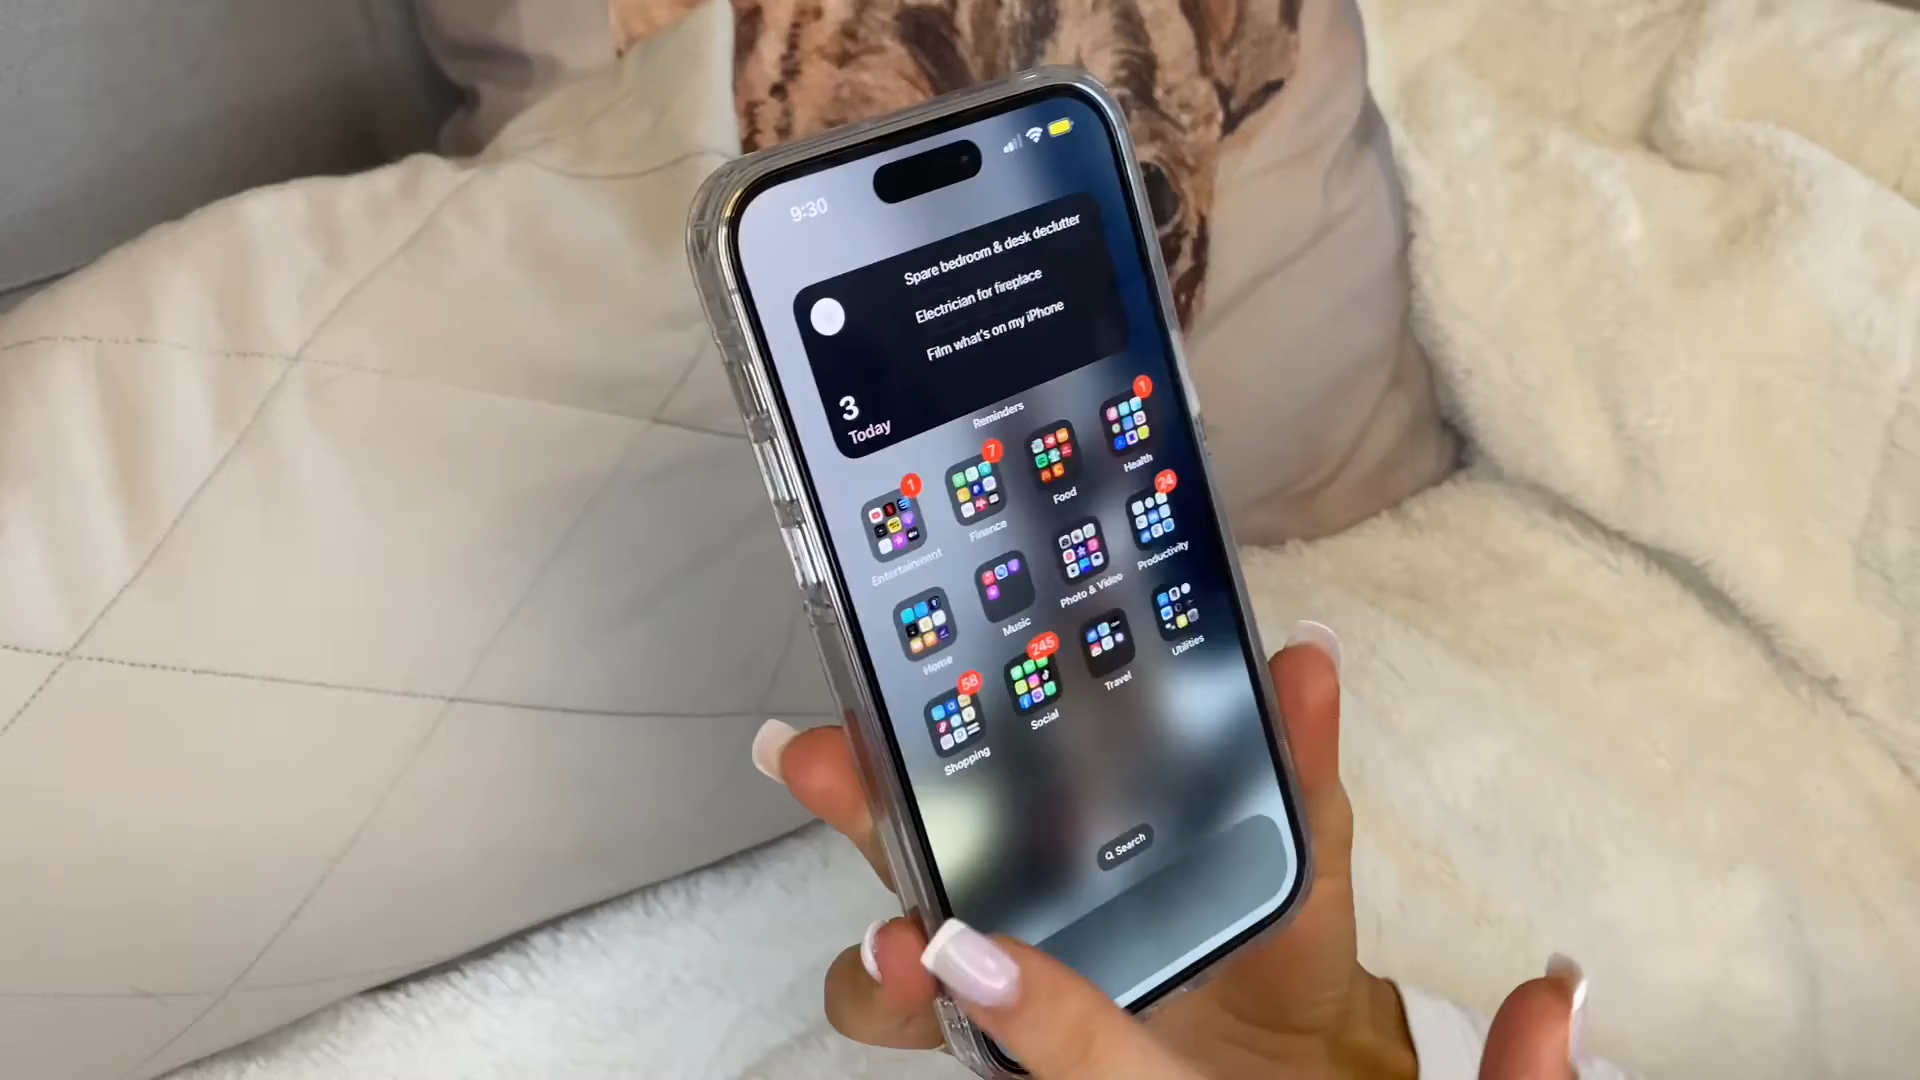 9:30
Spare bedroom & desk declutter
Electrician for fireplace
Film what's on my iPhone
3
Today
Reminders
1
7
1
Entertainment
Finance
Food
Health
24
Home
Music
Photo & Video
Productivity
58
245
Shopping
Social
Travel
Utilities
Search